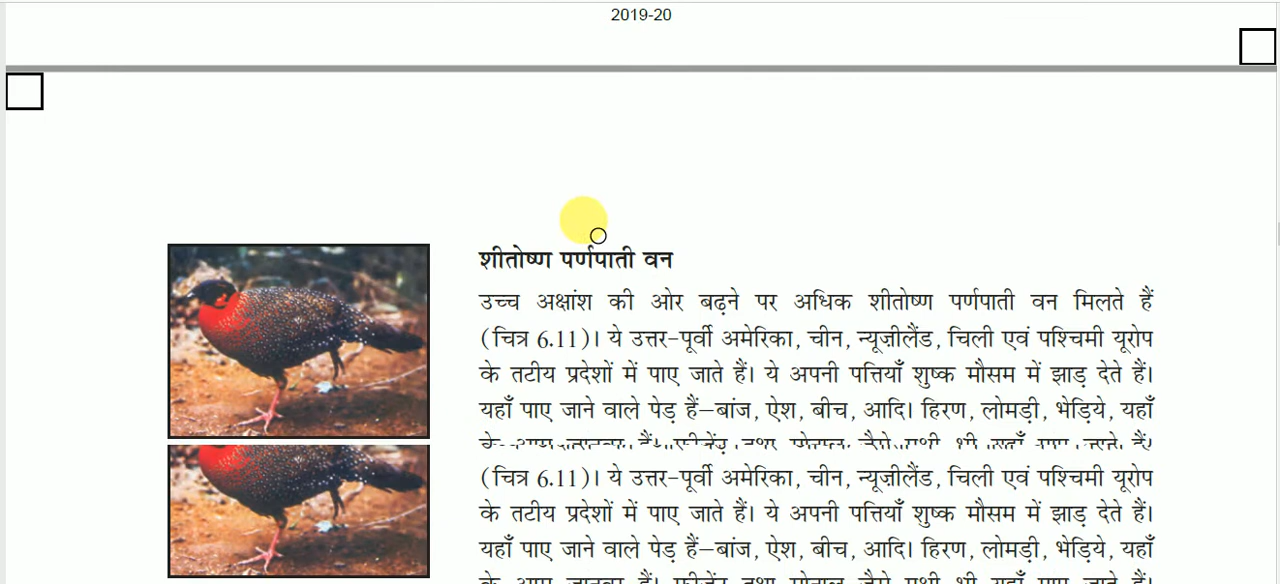 2019-20
शीतोष्ण पर्णपाती वन
उच्च अक्षांश की ओर बढ़ने पर अधिक शीतोष्ण पर्णपाती वन मिलते हैं
(चित्र 6.11)। ये उत्तर-पूर्वी अमेरिका, चीन, न्यूजीलैंड, चिली एवं पश्चिमी यूरोप
के तटीय प्रदेशों में पाए जाते हैं। ये अपनी पत्तियाँ शुष्क मौसम में झाड़ देते हैं।
यहाँ पाए जाने वाले पेड़ हैं–बांज, ऐश, बीच, आदि। हिरण, लोमड़ी, भेड़िये, यहाँ
(चित्र 6.11)। ये उत्तर-पूर्वी अमेरिका, चीन, न्यूजीलैंड, चिली एवं पश्चिमी यूरोप
के तटीय प्रदेशों में पाए जाते हैं। ये अपनी पत्तियाँ शुष्क मौसम में झाड़ देते हैं।
यहाँ पाए जाने वाले पेड़ हैं–बांज, ऐश, बीच, आदि। हिरण, लोमड़ी, भेड़िये, यहाँ